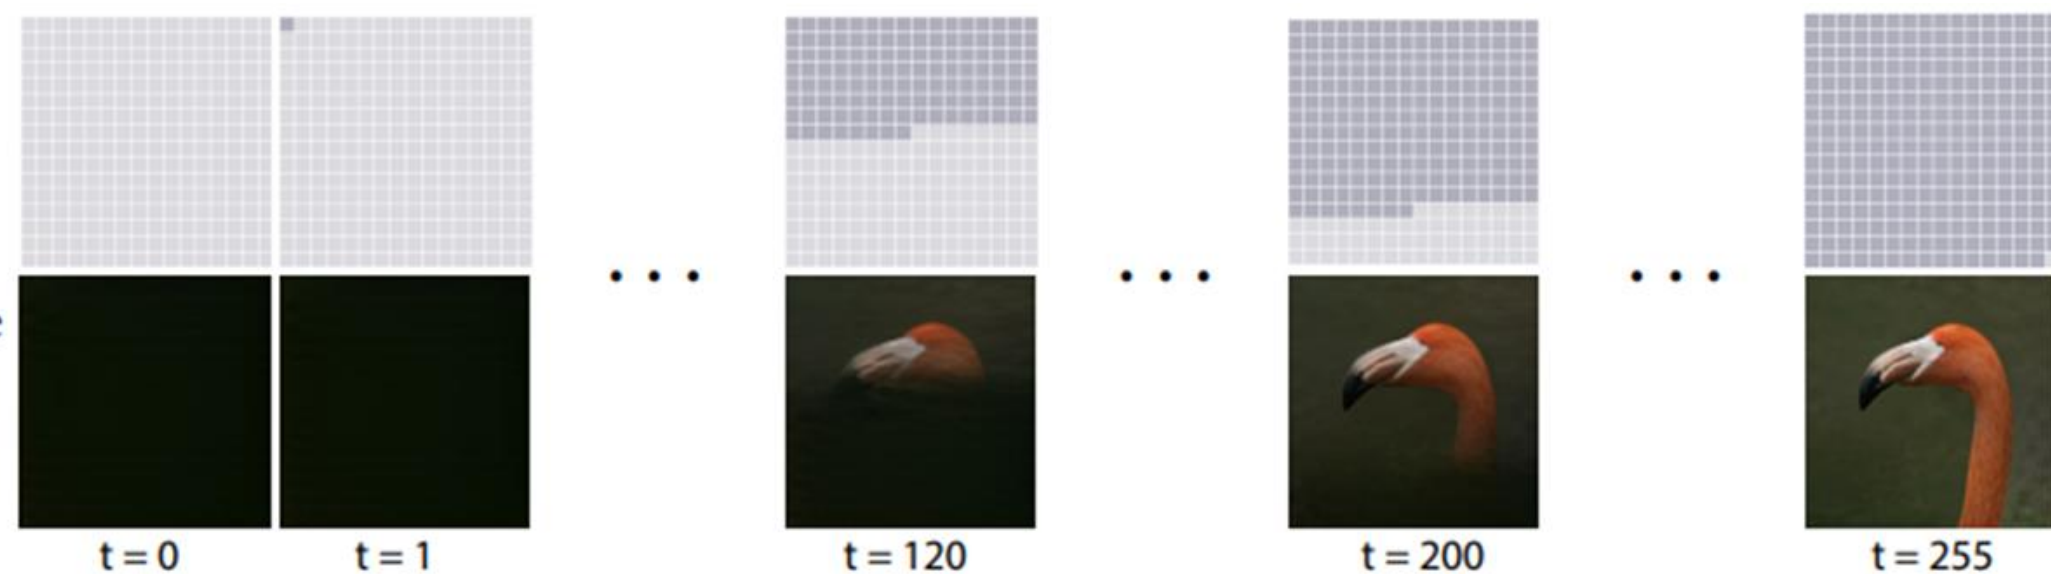 t = 0
t = 1
t = 120
t = 200
t = 255